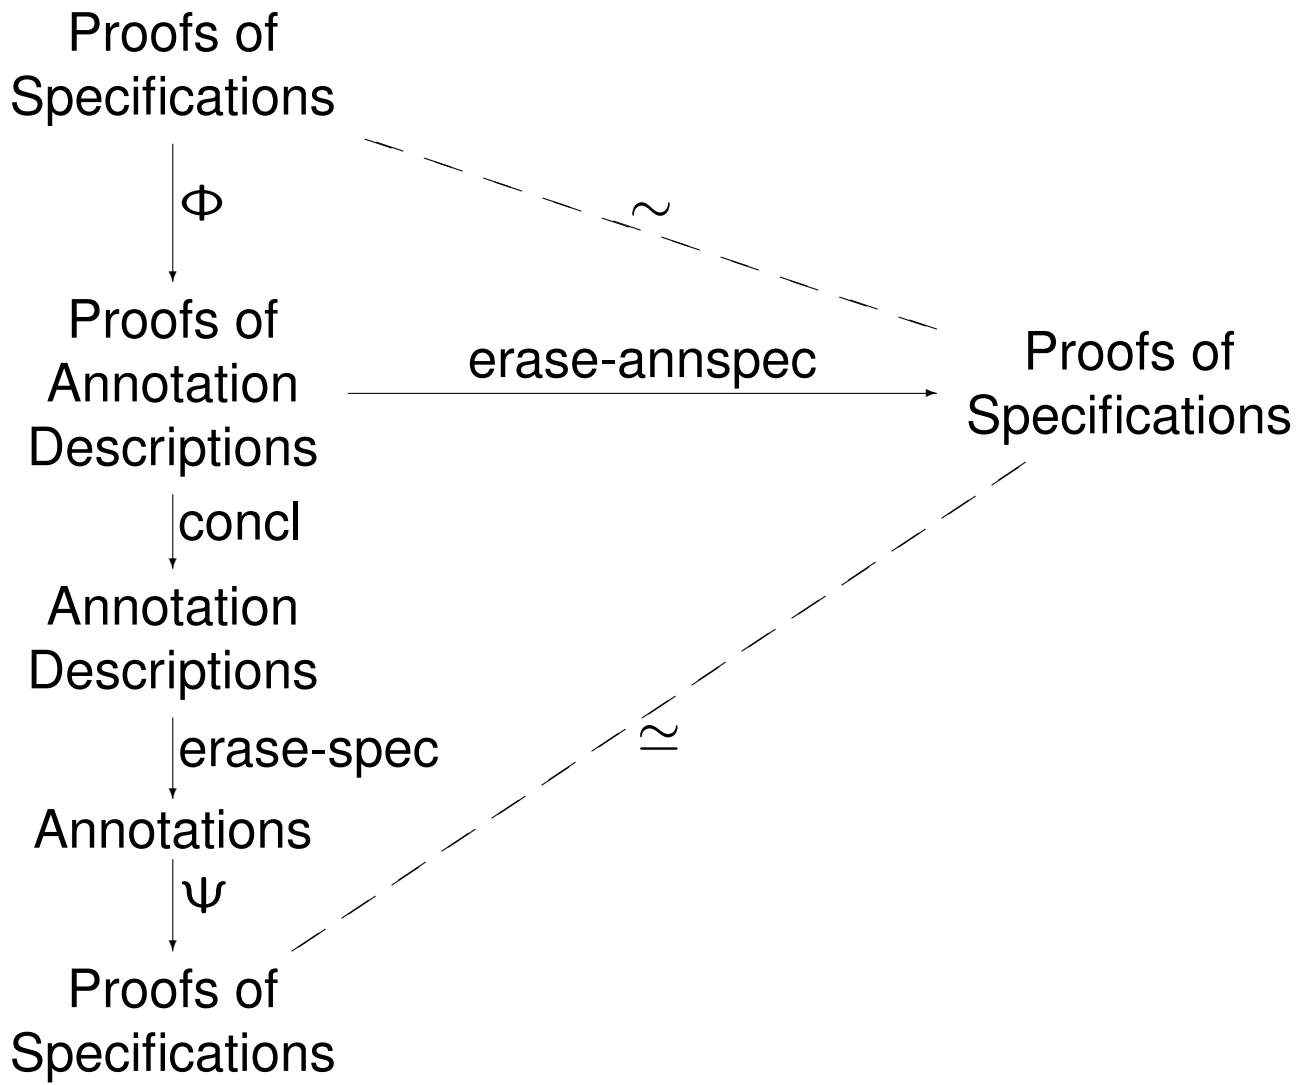 Proofs of
Specifications
Φ
∼
Proofs of
Annotation
Descriptions
erase-annspec
Proofs of
Specifications
concl
Annotation
Descriptions
erase-spec
≃
Annotations
Ψ
Proofs of
Specifications